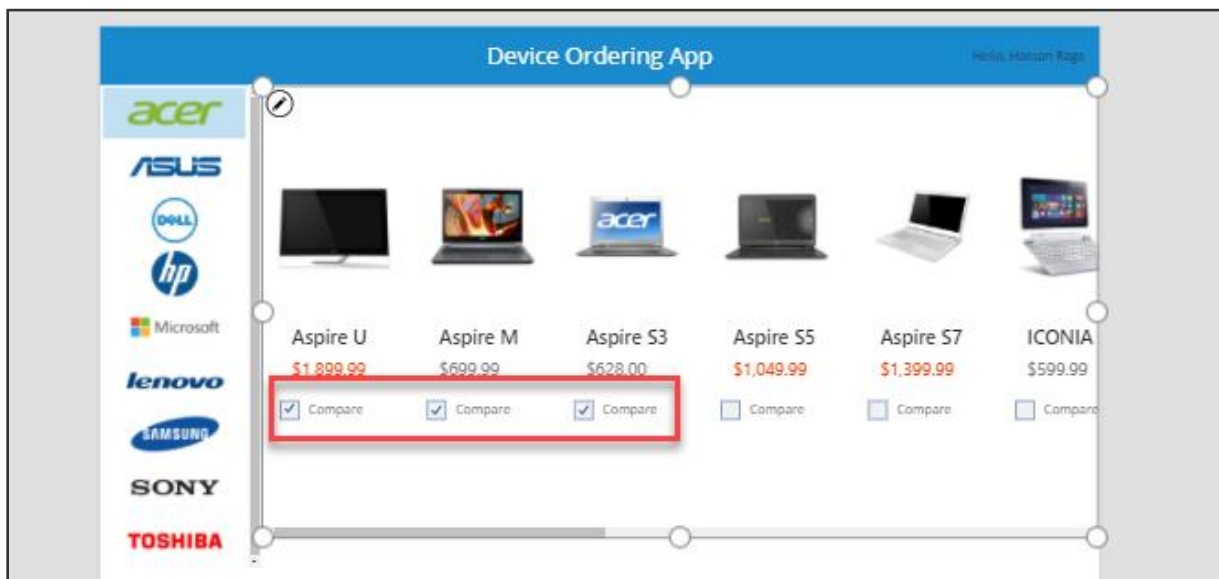 Device Ordering App
Hello, Hanson Rage
acer
ASUS
DELL
hp
Microsoft
lenovo
SAMSUNG
SONY
TOSHIBA
acer
Aspire U Aspire M Aspire S3 Aspire S5 Aspire S7 ICONIA
$1,899.99 $699.99 $628.00 $1,049.99 $1,399.99 $599.99
Compare Compare Compare Compare Compare Compare